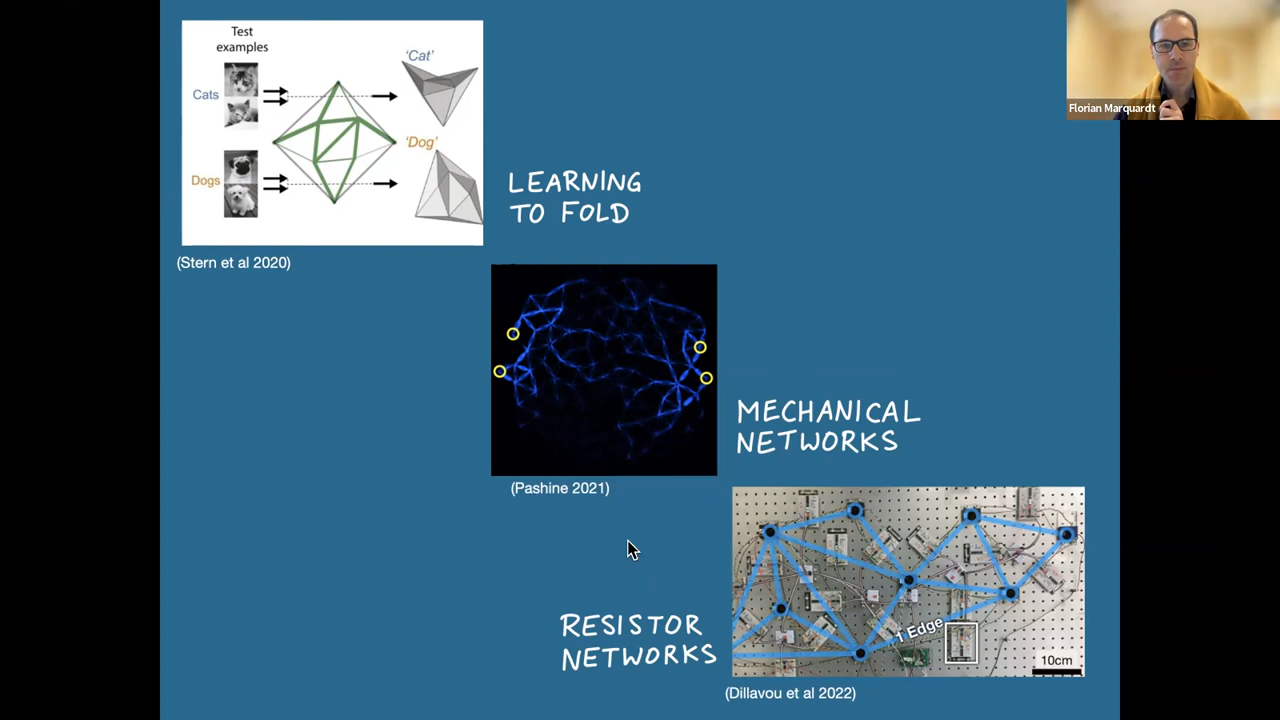 Test
examples
Cats
Dogs
'Cat'
'Dog'
(Stern et al 2020)
LEARNING
TO FOLD
(Pashine 2021)
MECHANICAL
NETWORKS
RESISTOR
NETWORKS
1 Edge
10cm
(Dillavou et al 2022)
Florian Marquardt